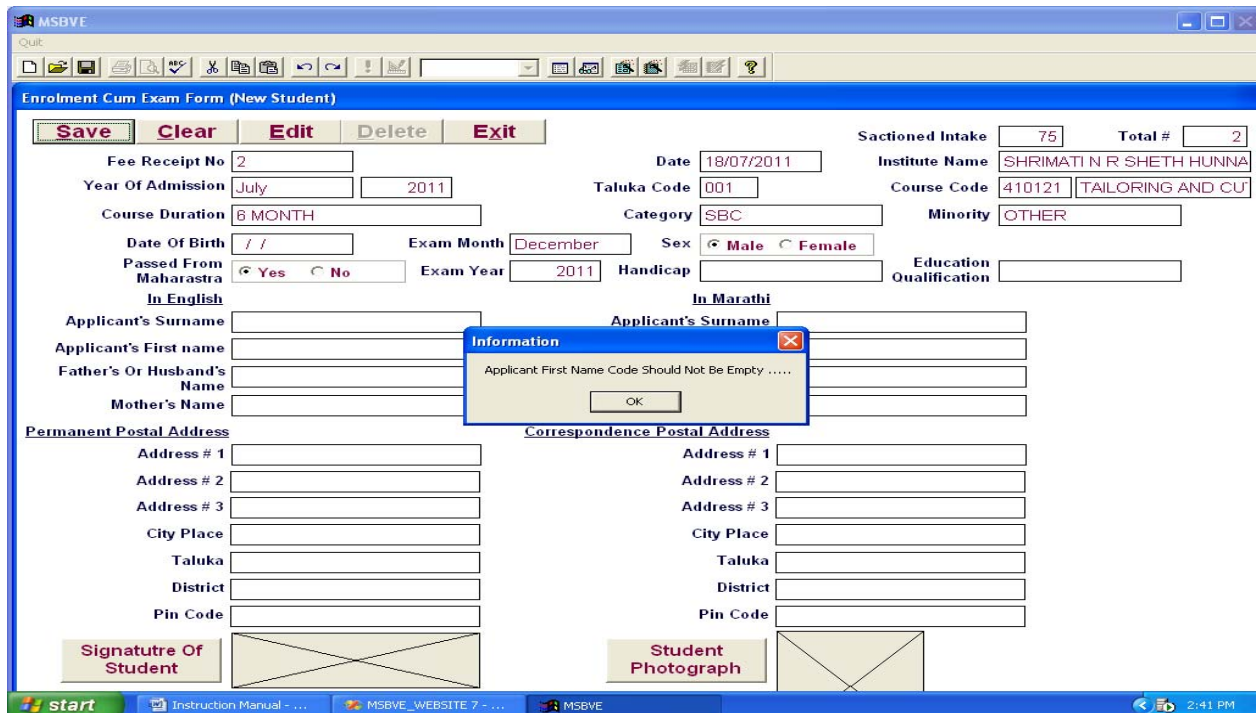 MSBVE
Quit
Enrolment Cum Exam Form (New Student)
Save Clear Edit Delete Exit
Sactioned Intake 75 Total # 2
Fee Receipt No 2 Date 18/07/2011 Institute Name SHRIMATI N R SHETH HUNNA
Year Of Admission July 2011 Taluka Code 001 Course Code 410121 TAILORING AND CU
Course Duration 6 MONTH Category SBC Minority OTHER
Date Of Birth / / Exam Month December Sex Male Female
Passed From Maharastra Yes No Exam Year 2011 Handicap Education Qualification
In English In Marathi
Applicant's Surname Applicant's Surname
Information
Applicant's First name
Applicant First Name Code Should Not Be Empty .....
Father's Or Husband's Name
OK
Mother's Name
Permanent Postal Address Correspondence Postal Address
Address # 1 Address # 1
Address # 2 Address # 2
Address # 3 Address # 3
City Place City Place
Taluka Taluka
District District
Pin Code Pin Code
Signatutre Of Student Student Photograph
start Instruction Manual - ... MSBVE_WEBSITE 7 - ... MSBVE 2:41 PM